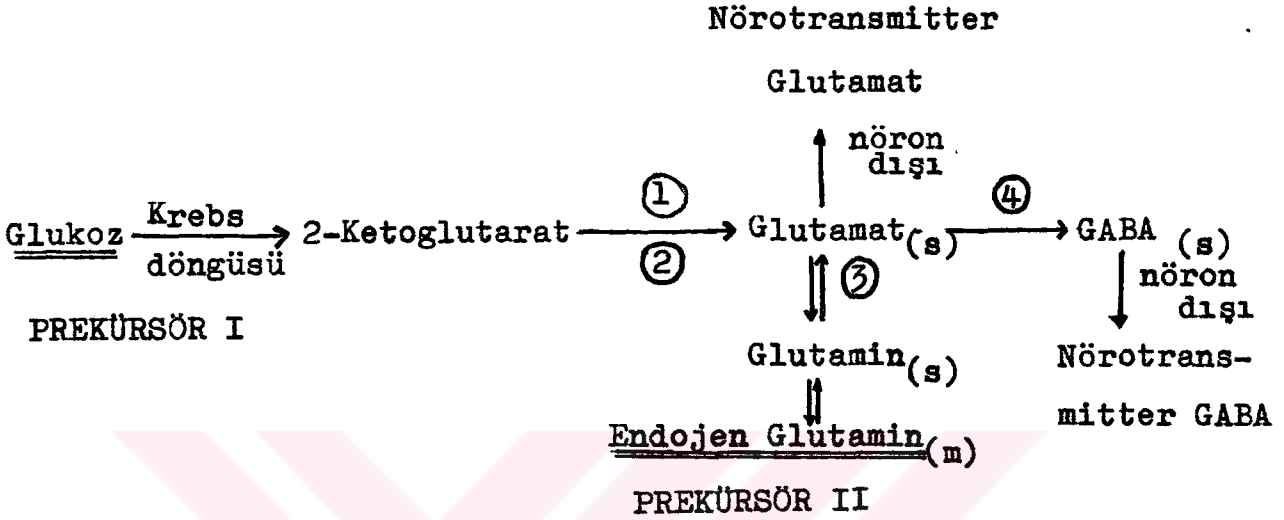 Nörotransmitter
Glutamat
nöron
dışı
① ④
Glukoz Krebs 2-Ketoglutarat Glutamat(s) GABA (s)
döngüsü ② ③ nöron
dışı
PREKÜRSÖR I
Glutamin(s) Nörotrans-
mitter GABA
Endojen Glutamin(m)
PREKÜRSÖR II